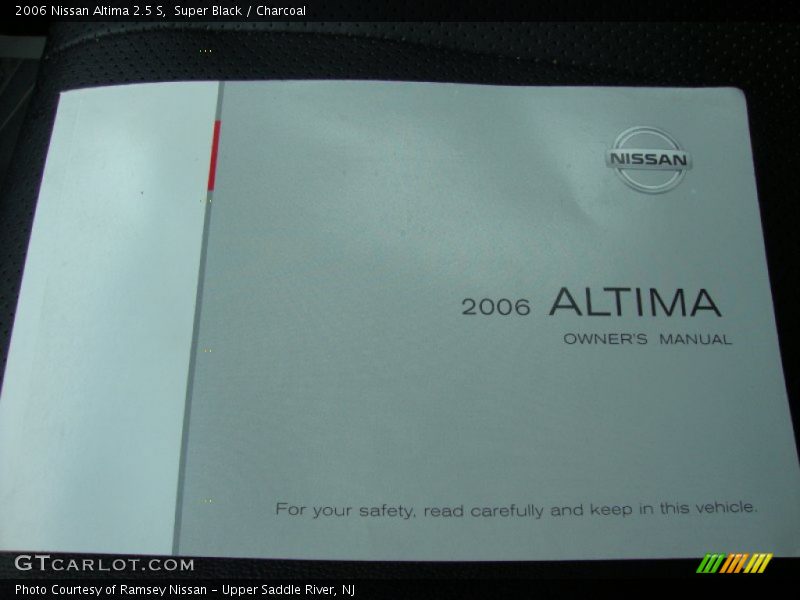 2006 Nissan Altima 2.5 S, Super Black / Charcoal
NISSAN
2006 ALTIMA
OWNER'S MANUAL
For your safety, read carefully and keep in this vehicle.
GTCARLOT.COM
Photo Courtesy of Ramsey Nissan - Upper Saddle River, NJ